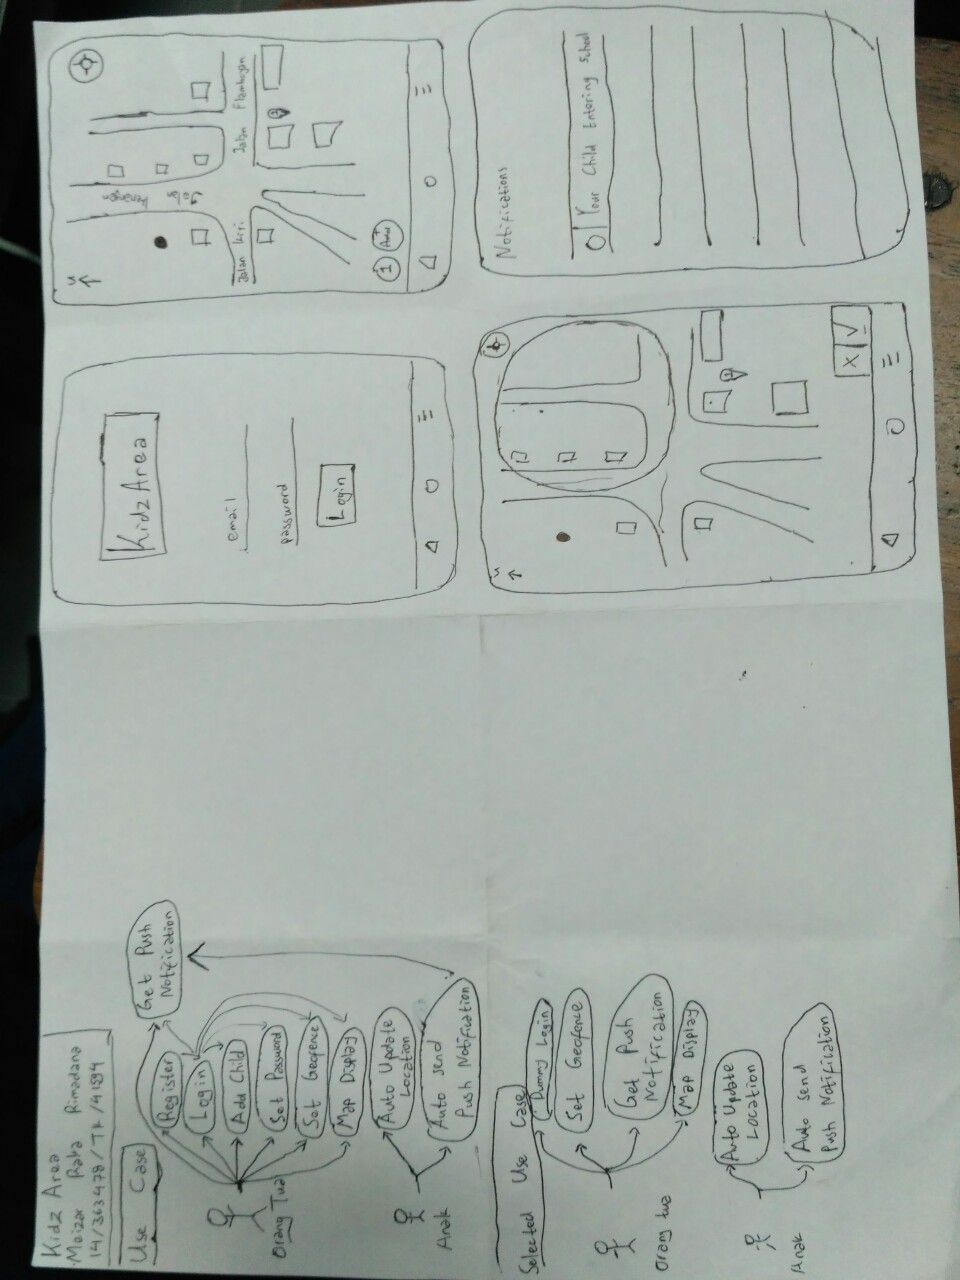 Kidz Area
Meizar Raka Rimadana
14/363478/TK/41894
Use Case
Orang Tua
Register
Login
Add Child
Set Password
Set Geofence
Map Display
Get Push
Notification
Anak
Auto Update
Location
Auto Send
Push Notification
Selected Use Case
Orang tua
Dummy Login
Set Geofence
Get Push
Notification
Map Display
Anak
Auto Update
Location
Auto Send
Push Notification
KidzArea
email
password
Login
U
Jalan Kiri
Jalan Flamboyan
1
Add
U
X
V
Notifications
Your Child Entering School